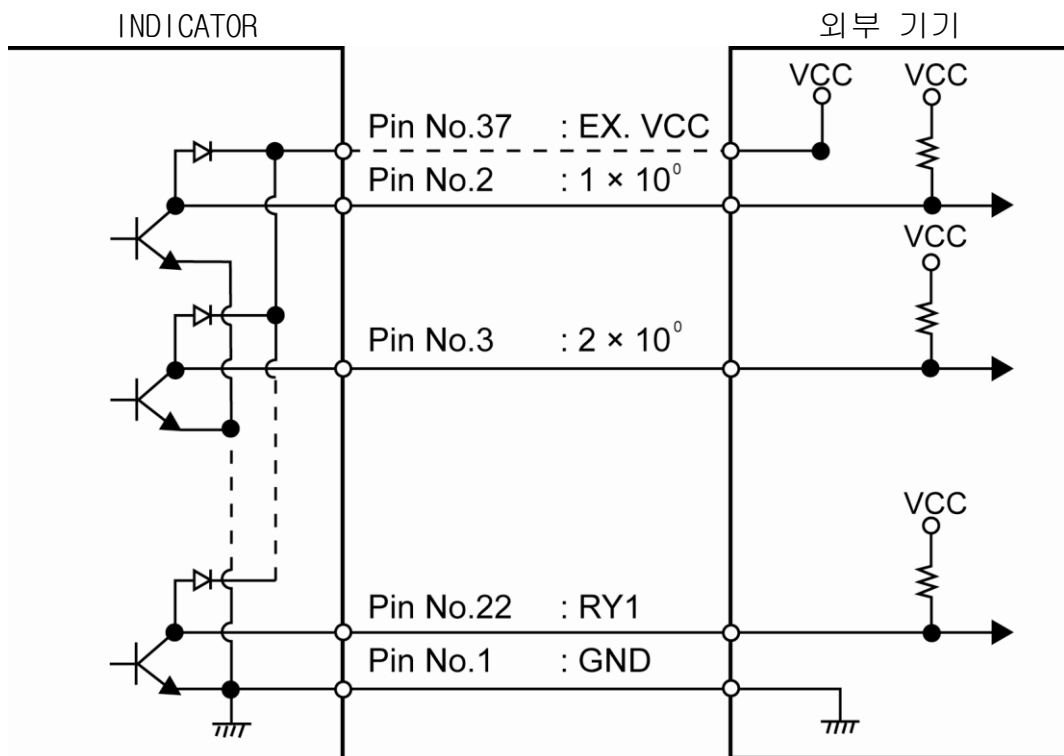 INDICATOR
외부 기기
VCC VCC
Pin No.37 : EX. VCC
Pin No.2 : 1 × 10⁰
VCC
Pin No.3 : 2 × 10⁰
VCC
Pin No.22 : RY1
Pin No.1 : GND